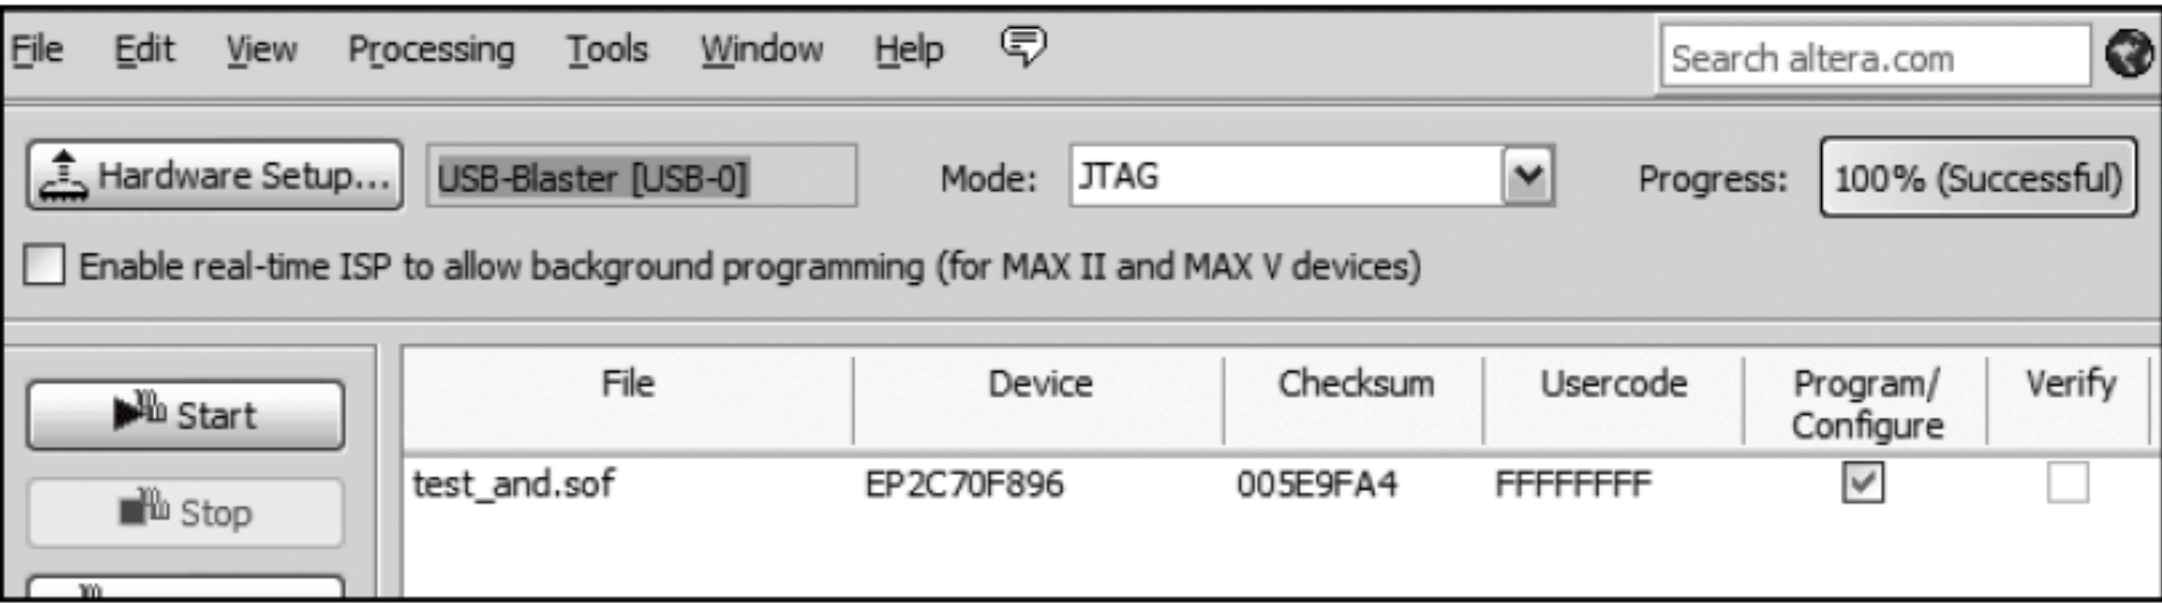 File Edit View Processing Tools Window Help Search altera.com
Hardware Setup... USB-Blaster [USB-0] Mode: JTAG Progress: 100% (Successful)
Enable real-time ISP to allow background programming (for MAX II and MAX V devices)
Start
Stop
File Device Checksum Usercode Program/ Verify
Configure
test_and.sof EP2C70F896 005E9FA4 FFFFFFFF